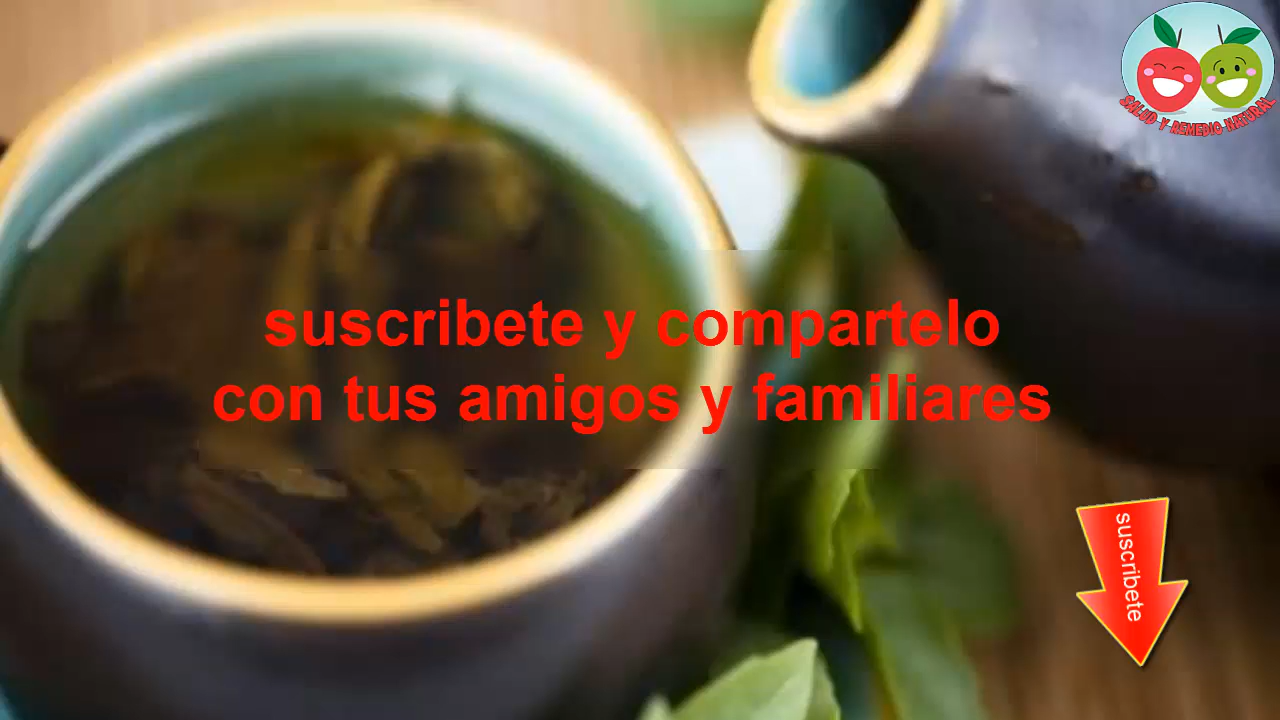 SALUD Y REMEDIO NATURAL
suscribete y compartelo
con tus amigos y familiares
suscribete